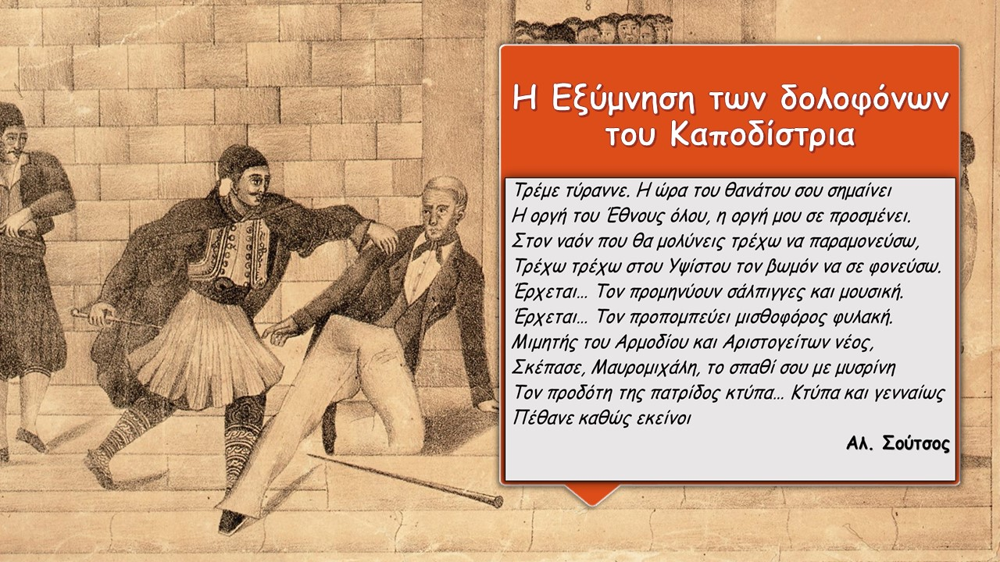 Η Εξύμνηση των δολοφόνων
του Καποδίστρια
Τρέμε τύραννε. Η ώρα του θανάτου σου σημαίνει
Η οργή του Έθνους όλου, η οργή μου σε προσμένει.
Στον ναόν που θα μολύνεις τρέχω να παραμονεύσω,
Τρέχω τρέχω στου Υψίστου τον βωμόν να σε φονεύσω.
Έρχεται... Τον προμηνύουν σάλπιγγες και μουσική.
Έρχεται... Τον προπομπεύει μισθοφόρος φυλακή.
Μιμητής του Αρμοδίου και Αριστογείτων νέος,
Σκέπασε, Μαυρομιχάλη, το σπαθί σου με μυσρίνη
Τον προδότη της πατρίδος κτύπα... Κτύπα και γενναίως
Πέθανε καθώς εκείνοι
Αλ. Σούτσος